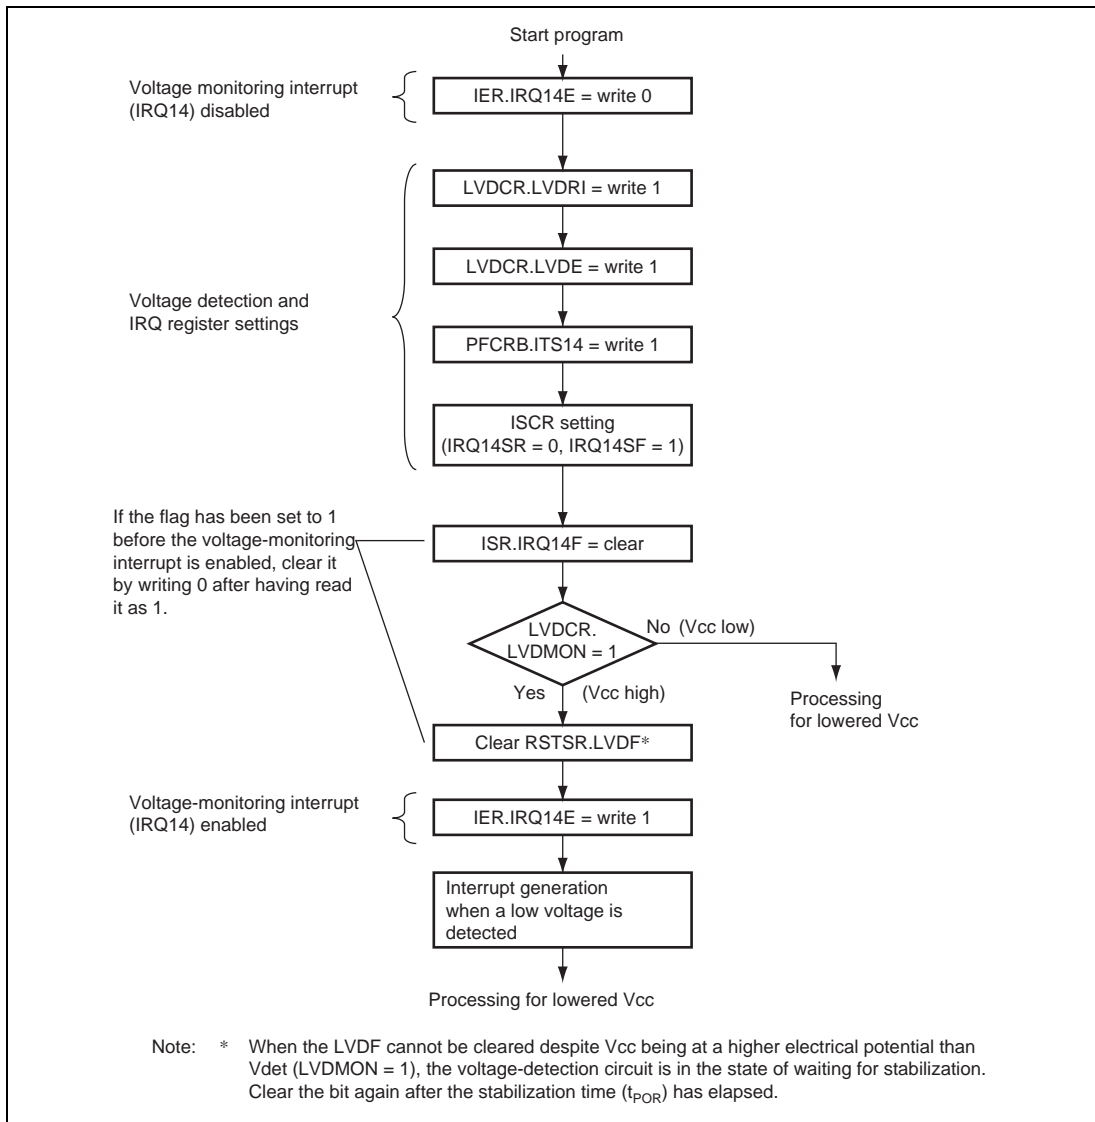 Start program
Voltage monitoring interrupt
(IRQ14) disabled
IER.IRQ14E = write 0
LVDCR.LVDRI = write 1
LVDCR.LVDE = write 1
Voltage detection and
IRQ register settings
PFCRB.ITS14 = write 1
ISCR setting
(IRQ14SR = 0, IRQ14SF = 1)
If the flag has been set to 1
before the voltage-monitoring
interrupt is enabled, clear it
by writing 0 after having read
it as 1.
ISR.IRQ14F = clear
LVDCR.
LVDMON = 1
No (Vcc low)
Yes (Vcc high)
Processing
for lowered Vcc
Clear RSTSR.LVDF*
Voltage-monitoring interrupt
(IRQ14) enabled
IER.IRQ14E = write 1
Interrupt generation
when a low voltage is
detected
Processing for lowered Vcc
Note: * When the LVDF cannot be cleared despite Vcc being at a higher electrical potential than
Vdet (LVDMON = 1), the voltage-detection circuit is in the state of waiting for stabilization.
Clear the bit again after the stabilization time (tPOR) has elapsed.